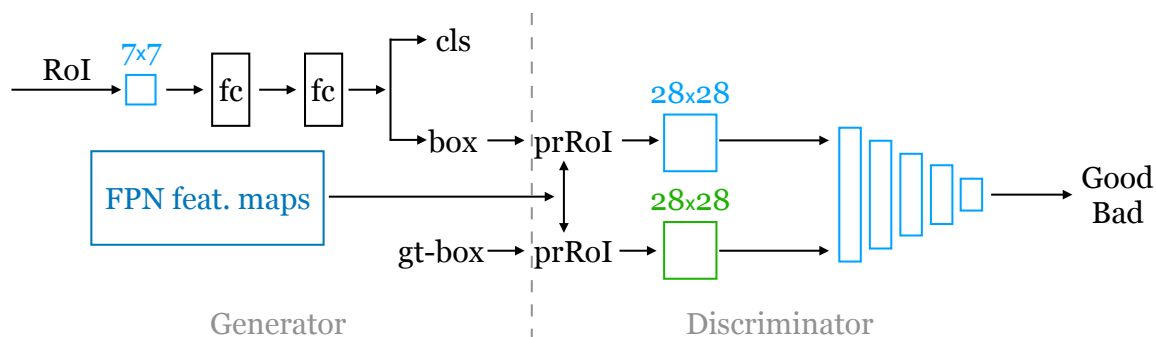 RoI
7x7
fc
fc
cls
box
FPN feat. maps
gt-box
prRoI
prRoI
28x28
28x28
Good
Bad
Generator
Discriminator